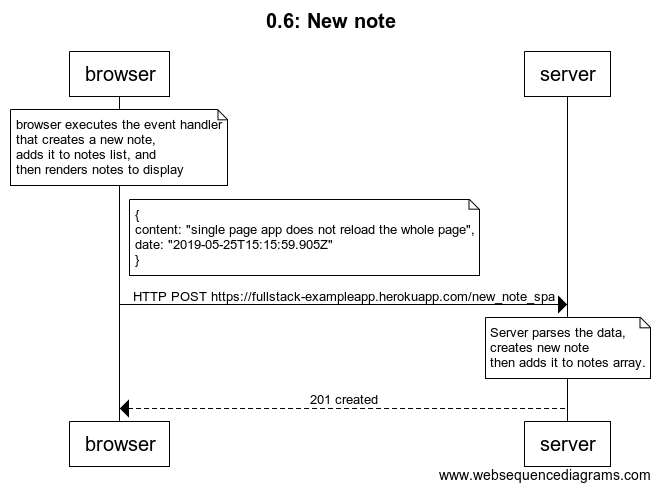 0.6: New note
browser
server
browser executes the event handler
that creates a new note,
adds it to notes list, and
then renders notes to display
{
content: "single page app does not reload the whole page",
date: "2019-05-25T15:15:59.905Z"
}
HTTP POST https://fullstack-exampleapp.herokuapp.com/new_note_spa
Server parses the data,
creates new note
then adds it to notes array.
201 created
browser
server
www.websequencediagrams.com